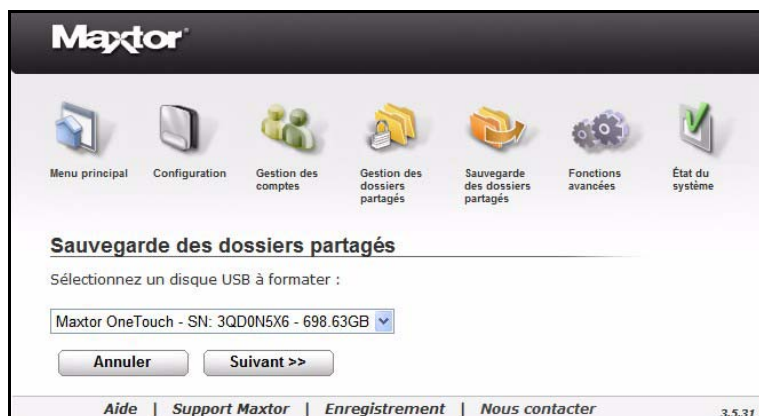 Maxtor
Menu principal
Configuration
Gestion des
comptes
Gestion des
dossiers
partagés
Sauvegarde
des dossiers
partagés
Fonctions
avancées
État du
système
Sauvegarde des dossiers partagés
Sélectionnez un disque USB à formater :
Maxtor OneTouch - SN: 3QD0N5X6 - 698.63GB
Annuler Suivant >>
Aide | Support Maxtor | Enregistrement | Nous contacter 3.5.31